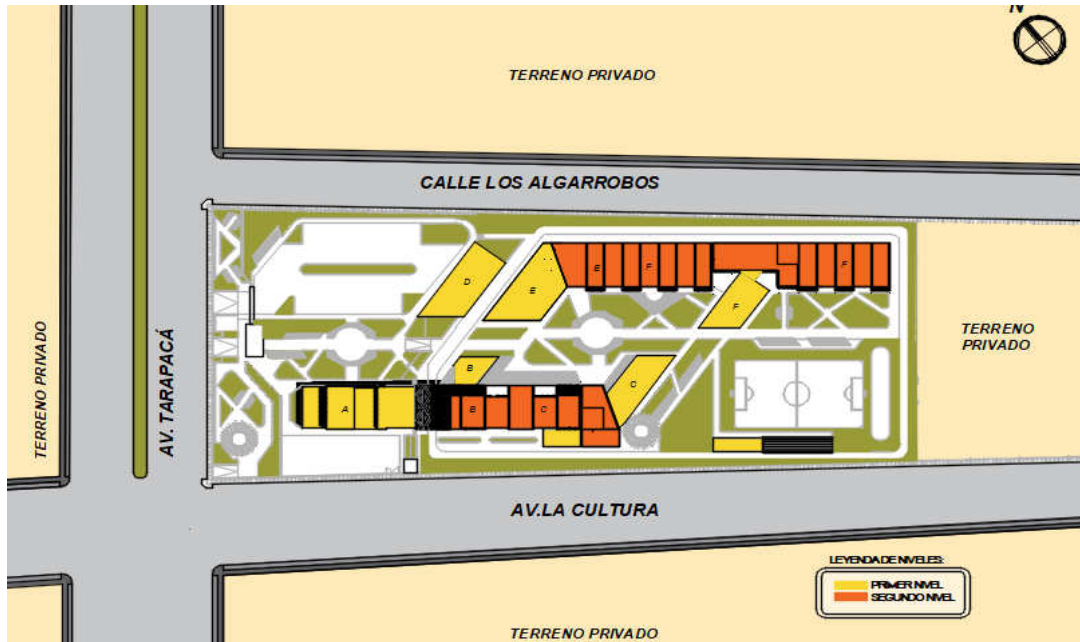 N
TERRENO PRIVADO
CALLE LOS ALGARROBOS
D
E
E
F
F
F
TERRENO
PRIVADO
TERRENO PRIVADO
AV. TARAPACÁ
B
C
A
B
C
AV.LA CULTURA
LEYENDA DE NIVELES:
PRIMER NIVEL
SEGUNDO NIVEL
TERRENO PRIVADO